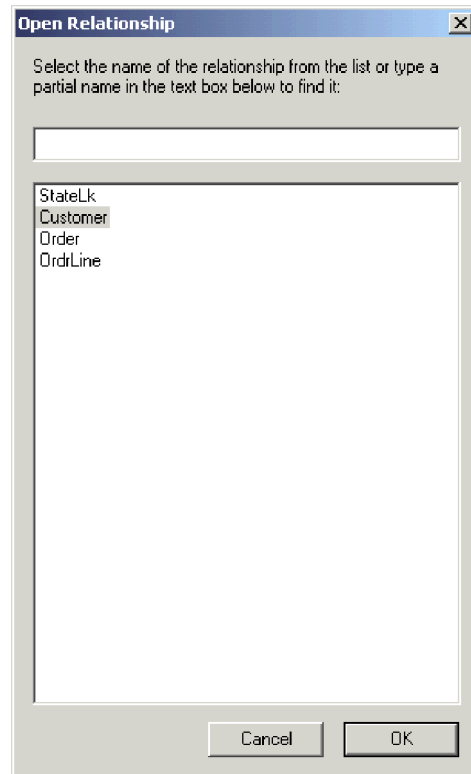 Open Relationship
Select the name of the relationship from the list or type a
partial name in the text box below to find it:
StateLk
Customer
Order
OrdrLine
Cancel
OK